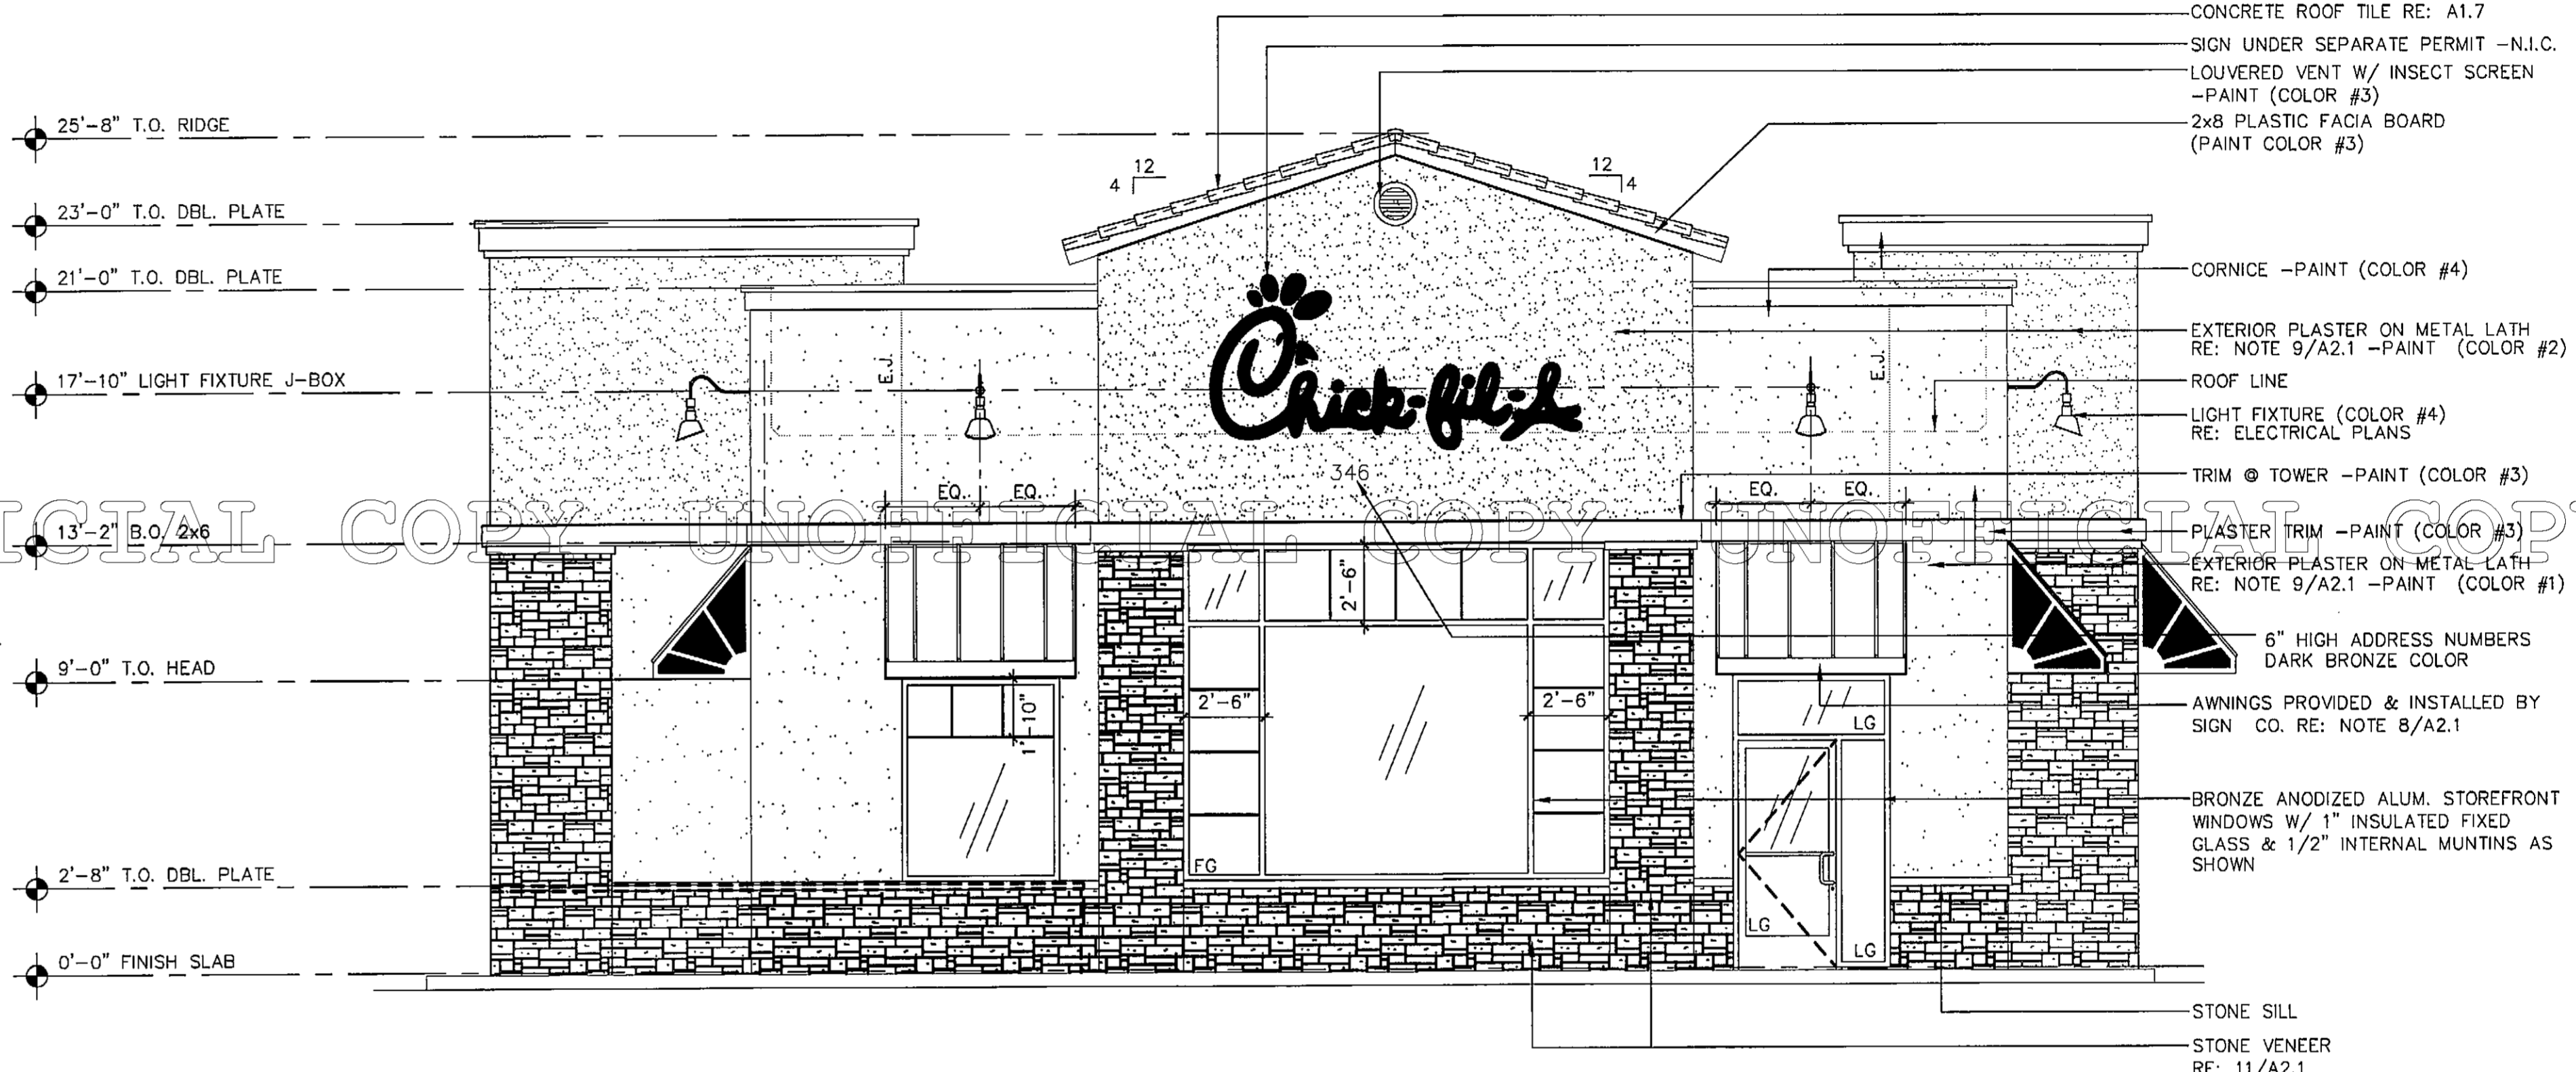 CONCRETE ROOF TILE RE: A1.7
SIGN UNDER SEPARATE PERMIT -N.I.C.
LOUVERED VENT W/ INSECT SCREEN
-PAINT (COLOR #3)
2x8 PLASTIC FACIA BOARD
(PAINT COLOR #3)
25'-8" T.O. RIDGE
12
4
12
4
23'-0" T.O. DBL. PLATE
21'-0" T.O. DBL. PLATE
CORNICE -PAINT (COLOR #4)
EXTERIOR PLASTER ON METAL LATH
RE: NOTE 9/A2.1 -PAINT (COLOR #2)
17'-10" LIGHT FIXTURE J-BOX
E.J.
Chick-fil-A
E.J.
ROOF LINE
LIGHT FIXTURE (COLOR #4)
RE: ELECTRICAL PLANS
346
TRIM @ TOWER -PAINT (COLOR #3)
EQ. EQ.
EQ. EQ.
ICIAL COPY UNOFFICIAL COPY UNOFFICIAL COP
13'-2" B.O. 2x6
PLASTER TRIM -PAINT (COLOR #3)
EXTERIOR PLASTER ON METAL LATH
RE: NOTE 9/A2.1 -PAINT (COLOR #1)
2'-6"
6" HIGH ADDRESS NUMBERS
DARK BRONZE COLOR
9'-0" T.O. HEAD
1'-10"
2'-6"
2'-6"
LG
AWNINGS PROVIDED & INSTALLED BY
SIGN CO. RE: NOTE 8/A2.1
BRONZE ANODIZED ALUM. STOREFRONT
WINDOWS W/ 1" INSULATED FIXED
GLASS & 1/2" INTERNAL MUNTINS AS
SHOWN
FG
2'-8" T.O. DBL. PLATE
LG
LG
0'-0" FINISH SLAB
STONE SILL
STONE VENEER
RE: 11/A2.1